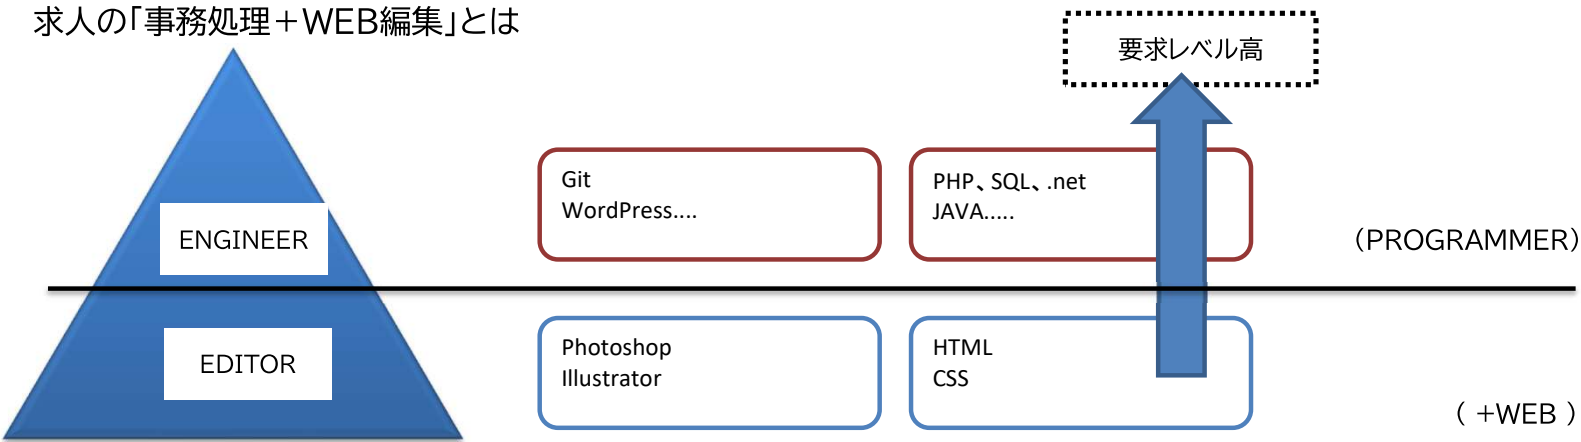 求人の「事務処理＋WEB編集」とは
要求レベル高
Git
WordPress....
PHP、SQL、.net
JAVA.....
ENGINEER
（PROGRAMMER）
Photoshop
Illustrator
HTML
CSS
EDITOR
（ +WEB ）